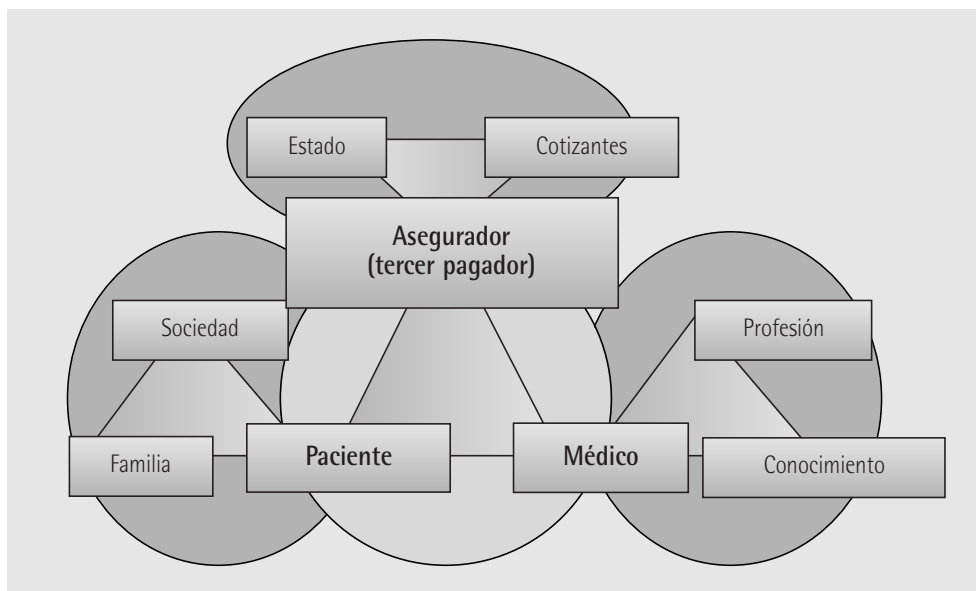 Estado
Cotizantes
Asegurador
(tercer pagador)
Sociedad
Profesión
Familia
Paciente
Médico
Conocimiento